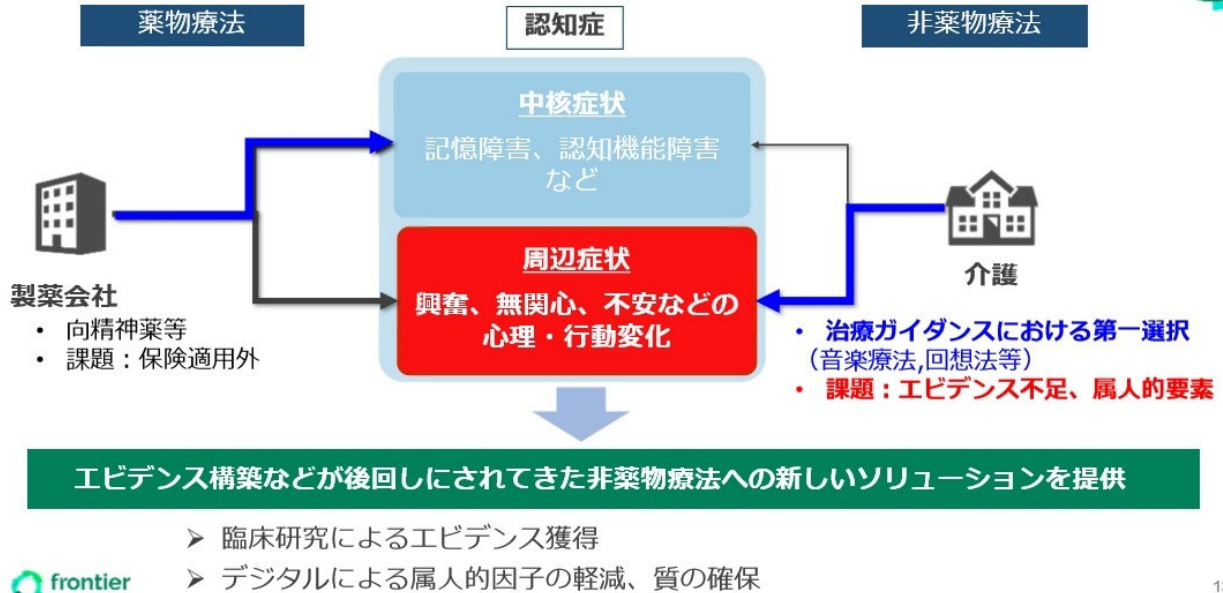 薬物療法
認知症
非薬物療法
中核症状
記憶障害、認知機能障害
など
周辺症状
興奮、無関心、不安などの
心理・行動変化
製薬会社
• 向精神薬等
• 課題：保険適用外
介護
• 治療ガイダンスにおける第一選択
（音楽療法,回想法等）
• 課題：エビデンス不足、属人的要素
エビデンス構築などが後回しにされてきた非薬物療法への新しいソリューションを提供
➢ 臨床研究によるエビデンス獲得
➢ デジタルによる属人的因子の軽減、質の確保
frontier